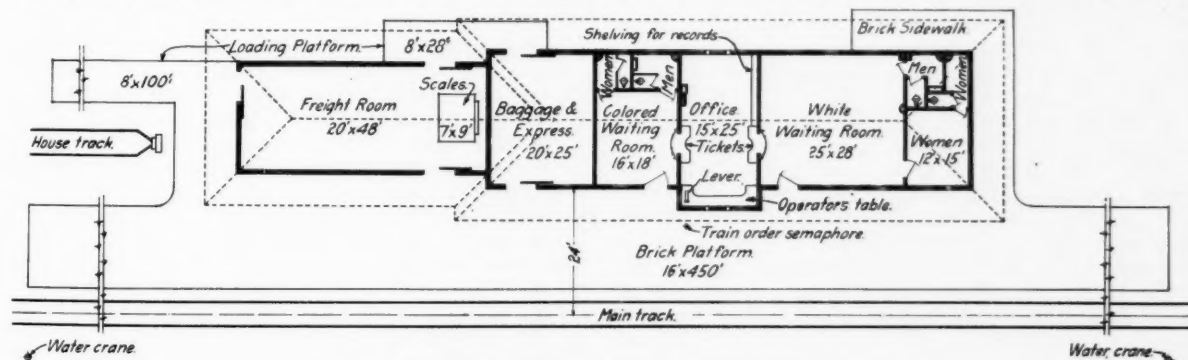 Shelving for records
Brick Sidewalk
Loading Platform.
8'x28'
8'x100'
Women
Men
Men
Women
Scales.
7'x9'
Freight Room
20'x48'
Baggage &
Express.
20'x25'
Colored
Waiting
Room.
16'x18'
Office
15'x25'
Tickets.
White
Waiting Room.
25'x28'
Women
12'x15'
House track.
Lever.
Operators table.
Train order semaphore.
24'
Brick Platform.
16'x450'
Main track.
Water crane.
Water crane.